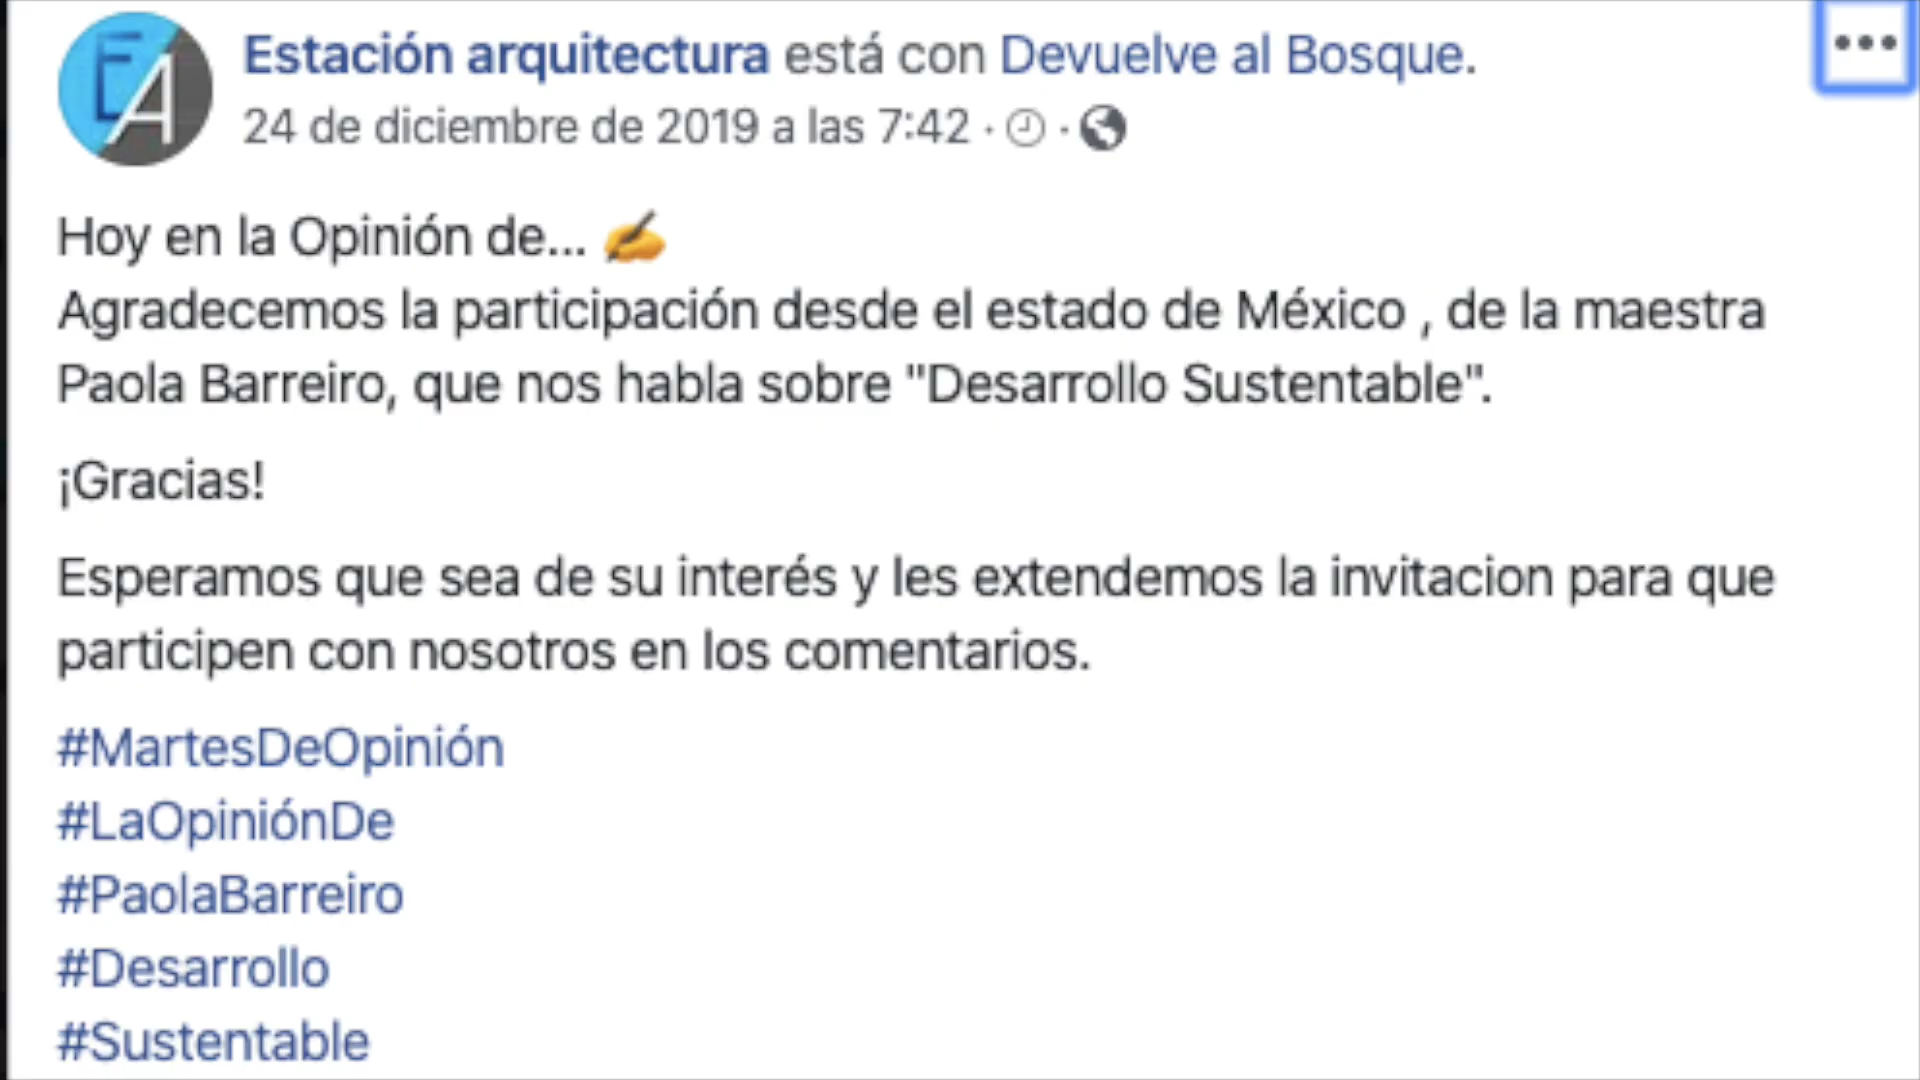 EA
Estación arquitectura está con Devuelve al Bosque.
24 de diciembre de 2019 a las 7:42 ·  ·
Hoy en la Opinión de... ✍
Agradecemos la participación desde el estado de México , de la maestra
Paola Barreiro, que nos habla sobre "Desarrollo Sustentable".
¡Gracias!
Esperamos que sea de su interés y les extendemos la invitacion para que
participen con nosotros en los comentarios.
#MartesDeOpinión
#LaOpiniónDe
#PaolaBarreiro
#Desarrollo
#Sustentable